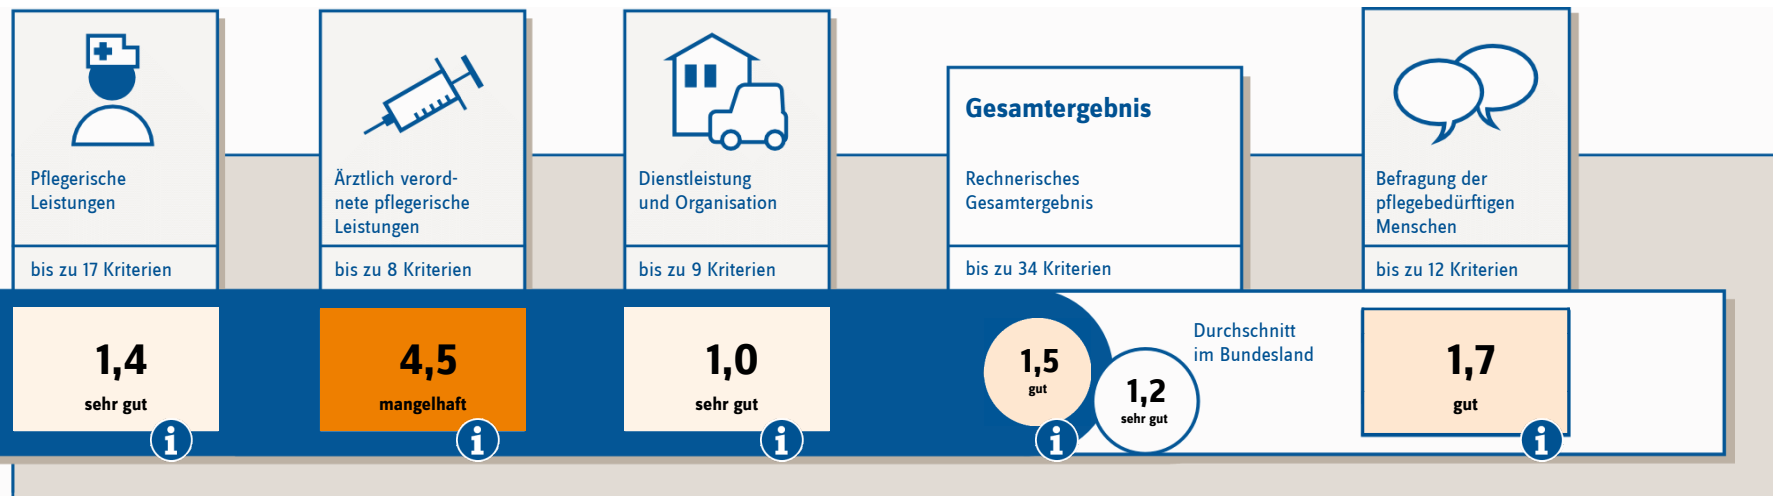 Pflegerische
Leistungen
bis zu 17 Kriterien
1,4
sehr gut
i
Ärztlich verord-
nete pflegerische
Leistungen
bis zu 8 Kriterien
4,5
mangelhaft
i
Dienstleistung
und Organisation
bis zu 9 Kriterien
1,0
sehr gut
i
Gesamtergebnis
Rechnerisches
Gesamtergebnis
bis zu 34 Kriterien
1,5
gut
i
1,2
sehr gut
Durchschnitt
im Bundesland
Befragung der
pflegebedürftigen
Menschen
bis zu 12 Kriterien
1,7
gut
i